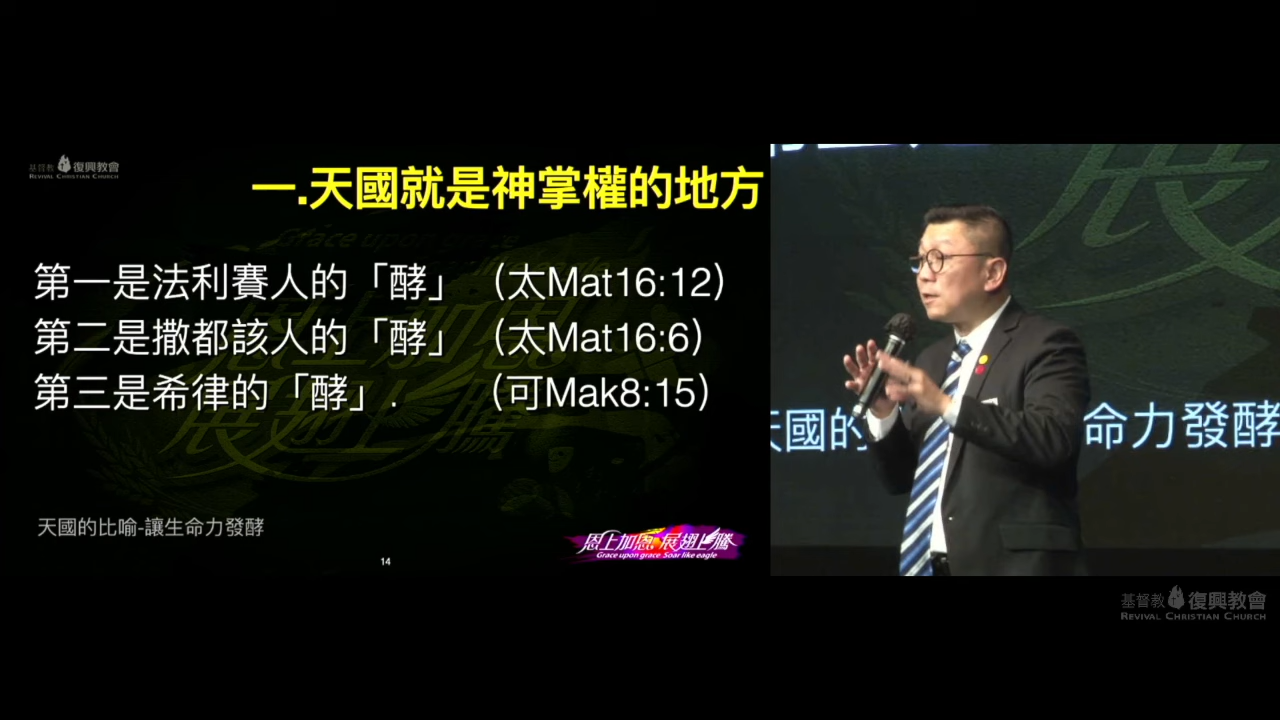 基督教 復興教會
REVIVAL CHRISTIAN CHURCH
一.天國就是神掌權的地方
第一是法利賽人的「酵」 （太Mat16:12）
第二是撒都該人的「酵」 （太Mat16:6）
第三是希律的「酵」. （可Mak8:15）
天國的比喻-讓生命力發酵
14
恩上加恩 展翅上騰
Grace upon grace Soar like eagle
展
天國的 命力發酵
基督教 復興教會
REVIVAL CHRISTIAN CHURCH